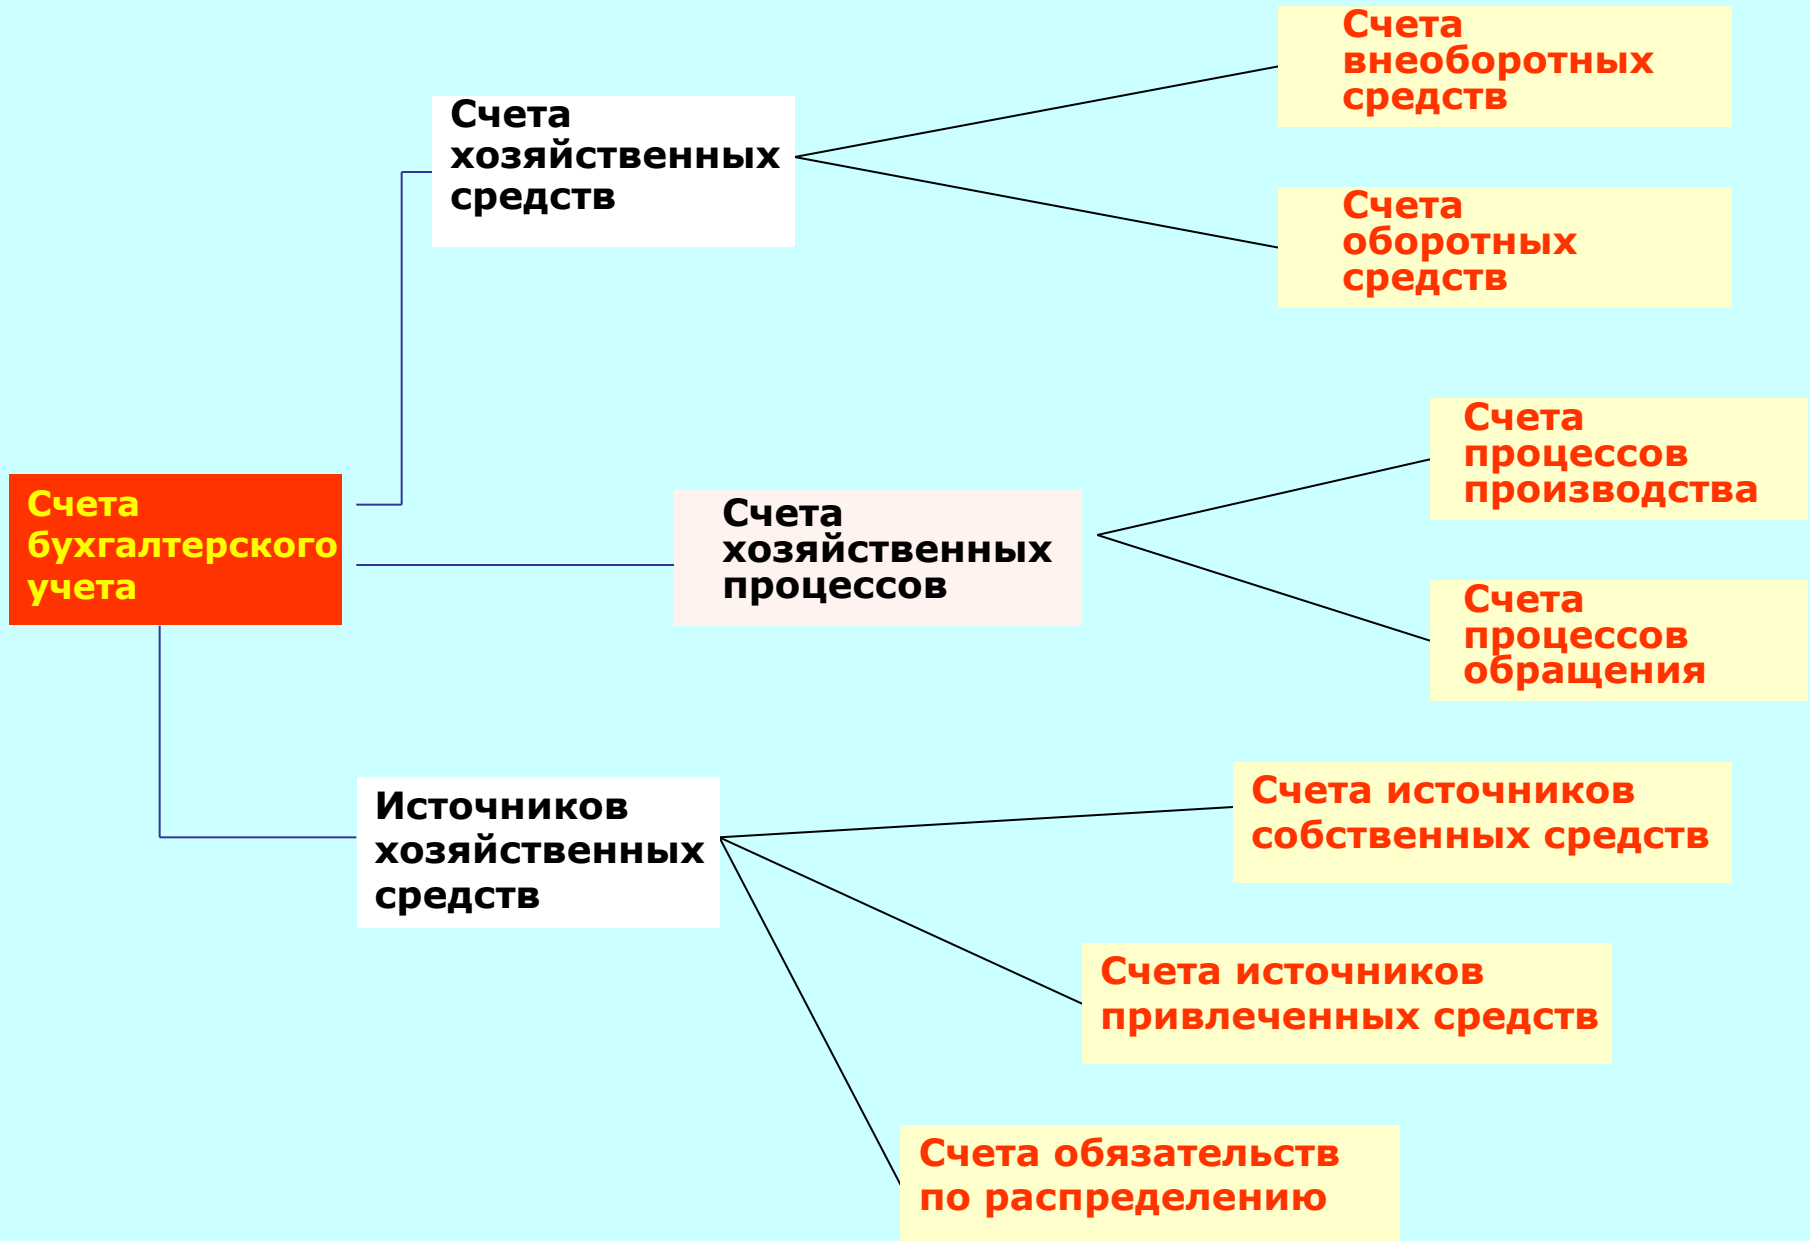 Счета
внеоборотных
средств
Счета
хозяйственных
средств
Счета
оборотных
средств
Счета
процессов
производства
Счета
бухгалтерского
учета
Счета
хозяйственных
процессов
Счета
процессов
обращения
Источников
хозяйственных
средств
Счета источников
собственных средств
Счета источников
привлеченных средств
Счета обязательств
по распределению